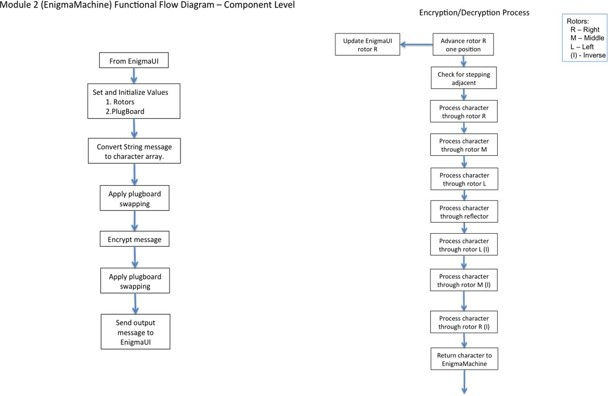 Module 2 (EnigmaMachine) Functional Flow Diagram – Component Level
From EnigmaUI
Set and Initialize Values
1. Rotors
2.PlugBoard
Convert String message
to character array.
Apply plugboard
swapping
Encrypt message
Apply plugboard
swapping
Send output
message to
EnigmaUI
Encryption/Decryption Process
Update EnigmaUI
rotor R
Advance rotor R
one position
Check for stepping
adjacent
Process character
through rotor R
Process character
through rotor M
Process character
through rotor L
Process character
through reflector
Process character
through rotor L (I)
Process character
through rotor M (I)
Process character
through rotor R (I)
Return character to
EnigmaMachine
Rotors:
R – Right
M – Middle
L – Left
(I) - Inverse